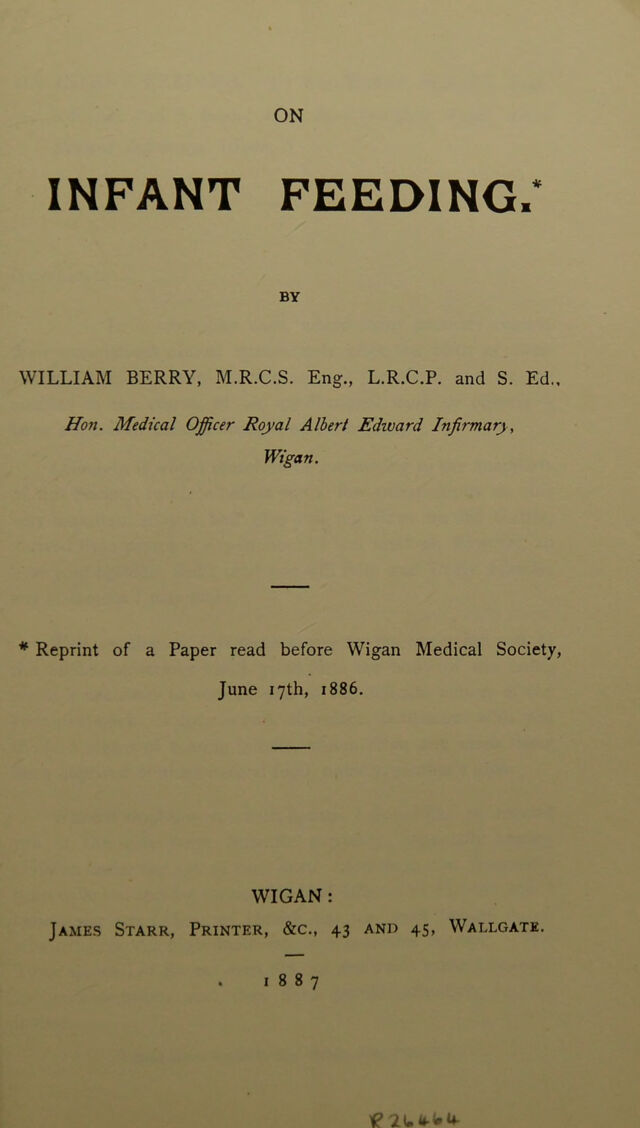 ON
INFANT FEEDING.*
BY
WILLIAM BERRY, M.R.C.S. Eng., L.R.C.P. and S. Ed.,
Hon. Medical Officer Royal Albert Edward Infirmary,
Wigan.
* Reprint of a Paper read before Wigan Medical Society,
June 17th, 1886.
WIGAN:
JAMES STARR, PRINTER, &C., 43 AND 45, WALLGATE.
1887
R26464